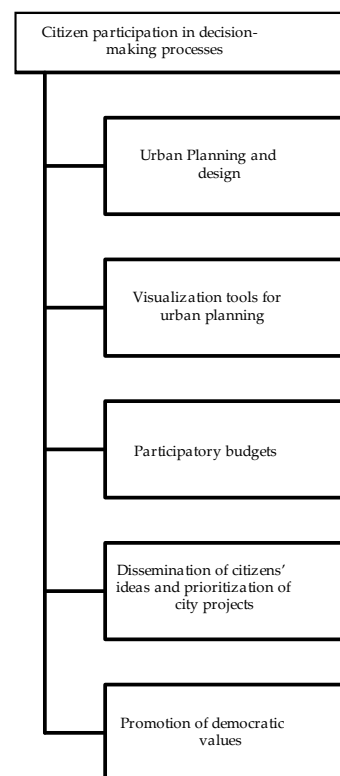 Citizen participation in decision-
making processes
Urban Planning and
design
Visualization tools for
urban planning
Participatory budgets
Dissemination of citizens’
ideas and prioritization of
city projects
Promotion of democratic
values